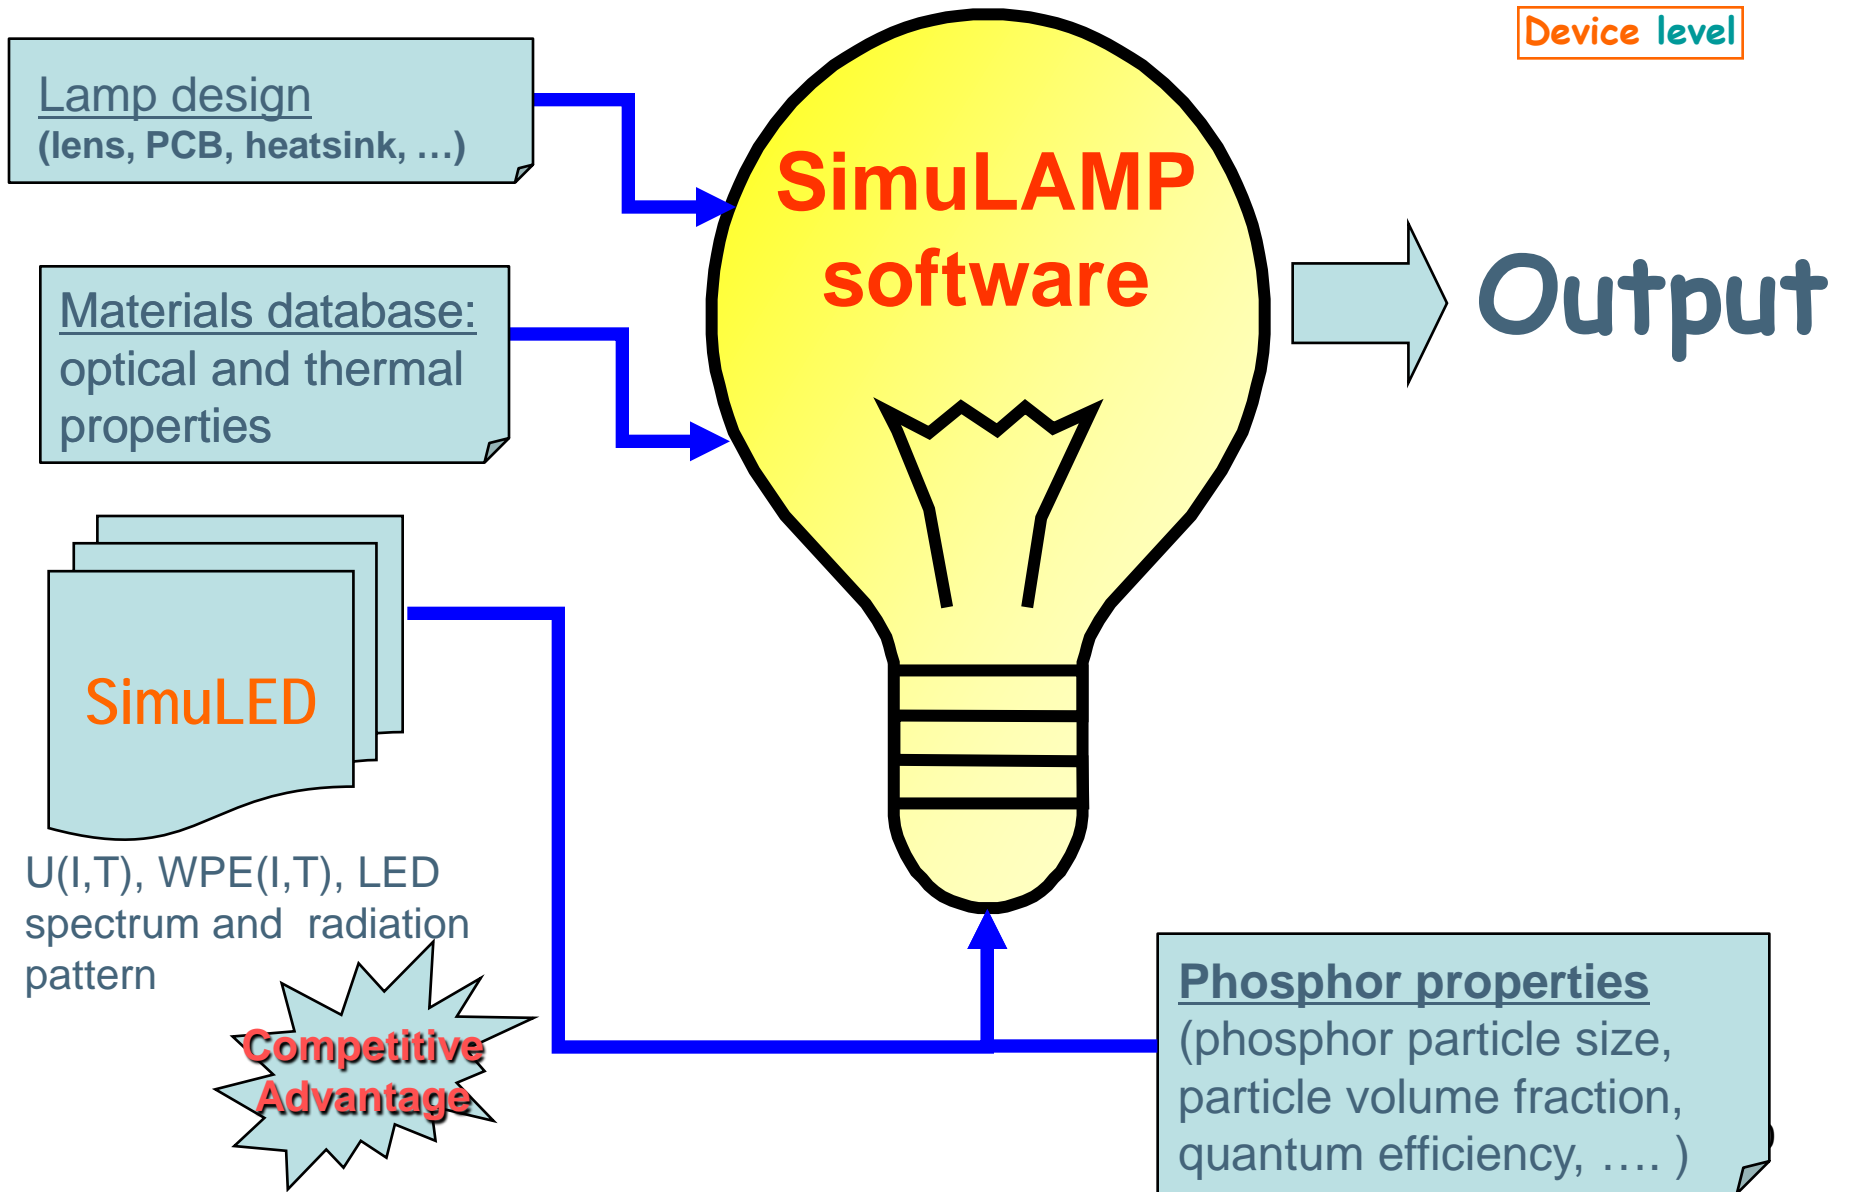 Device level
Lamp design
(lens, PCB, heatsink, …)
SimuLAMP
software
Output
Materials database:
optical and thermal
properties
SimuLED
U(I,T), WPE(I,T), LED
spectrum and radiation
pattern
Competitive
Advantage
Phosphor properties
(phosphor particle size,
particle volume fraction,
quantum efficiency, …. )